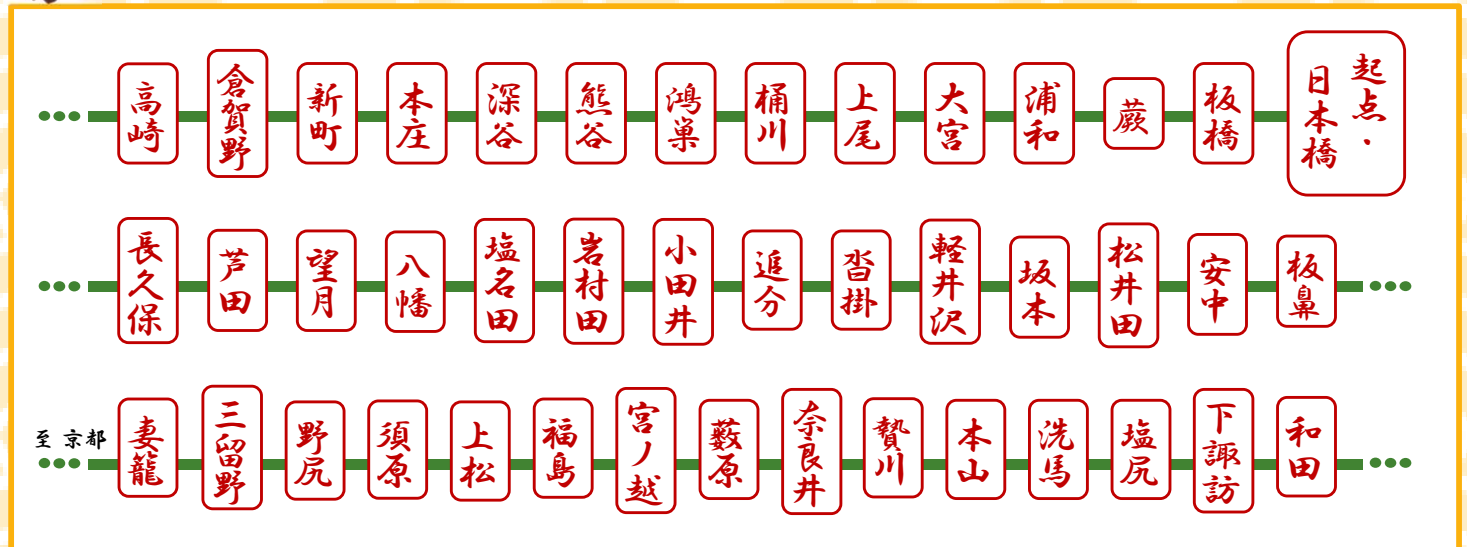 起点・
日本橋
板橋
蕨
浦和
大宮
上尾
桶川
鴻巣
熊谷
深谷
本庄
新町
倉賀野
高崎
板鼻
安中
松井田
坂本
軽井沢
沓掛
追分
小田井
岩村田
塩名田
八幡
望月
芦田
長久保
和田
下諏訪
塩尻
洗馬
本山
贄川
奈良井
藪原
宮ノ越
福島
上松
須原
野尻
三留野
妻籠
至 京都